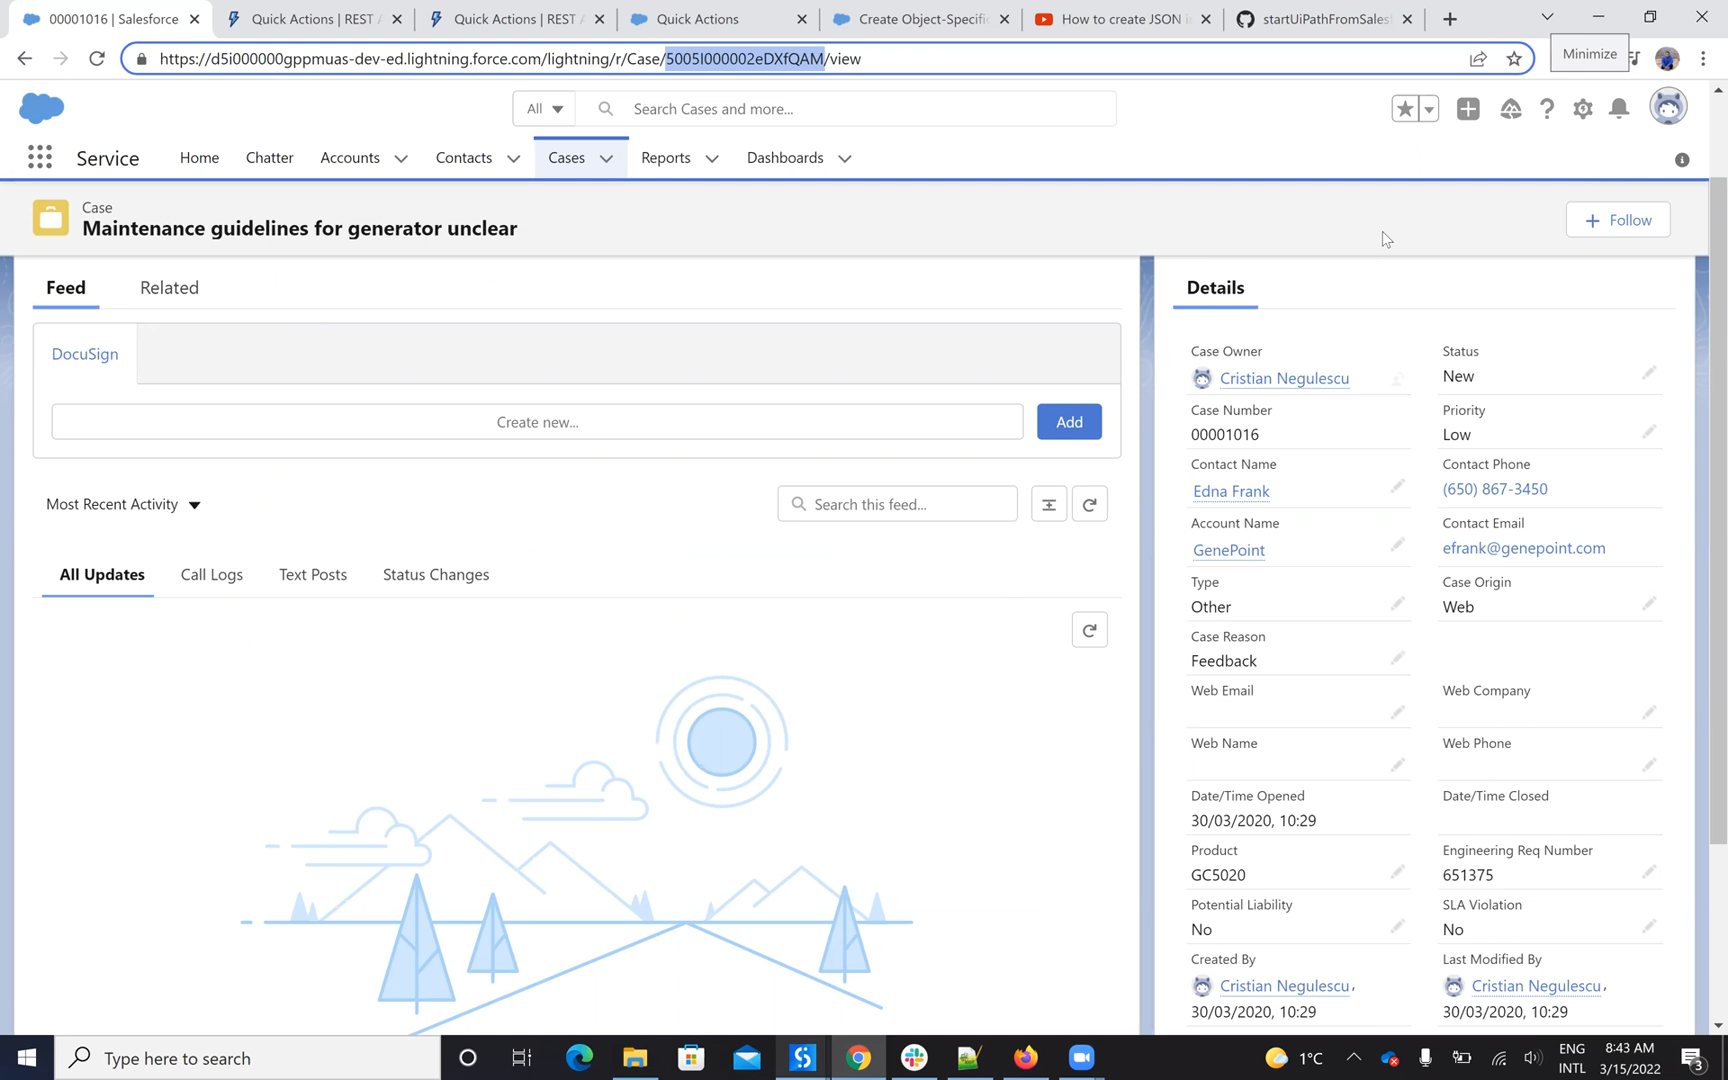 00001016 | Salesforce
Quick Actions | REST
Quick Actions | REST
Quick Actions
Create Object-Specific
How to create JSON i
startUiPathFromSales
https://d5i000000gppmuas-dev-ed.lightning.force.com/lightning/r/Case/5005I000002eDXfQAM/view
Minimize
All
Search Cases and more...
Service
Home
Chatter
Accounts
Contacts
Cases
Reports
Dashboards
Case
Maintenance guidelines for generator unclear
+ Follow
Feed
Related
DocuSign
Create new...
Add
Most Recent Activity
Search this feed...
All Updates
Call Logs
Text Posts
Status Changes
Details
Case Owner
Cristian Negulescu
Status
New
Case Number
00001016
Priority
Low
Contact Name
Edna Frank
Contact Phone
(650) 867-3450
Account Name
GenePoint
Contact Email
efrank@genepoint.com
Type
Other
Case Origin
Web
Case Reason
Feedback
Web Email
Web Company
Web Name
Web Phone
Date/Time Opened
30/03/2020, 10:29
Date/Time Closed
Product
GC5020
Engineering Req Number
651375
Potential Liability
No
SLA Violation
No
Created By
Cristian Negulescu,
30/03/2020, 10:29
Last Modified By
Cristian Negulescu,
30/03/2020, 10:29
Type here to search
1°C
ENG
INTL
8:43 AM
3/15/2022
3